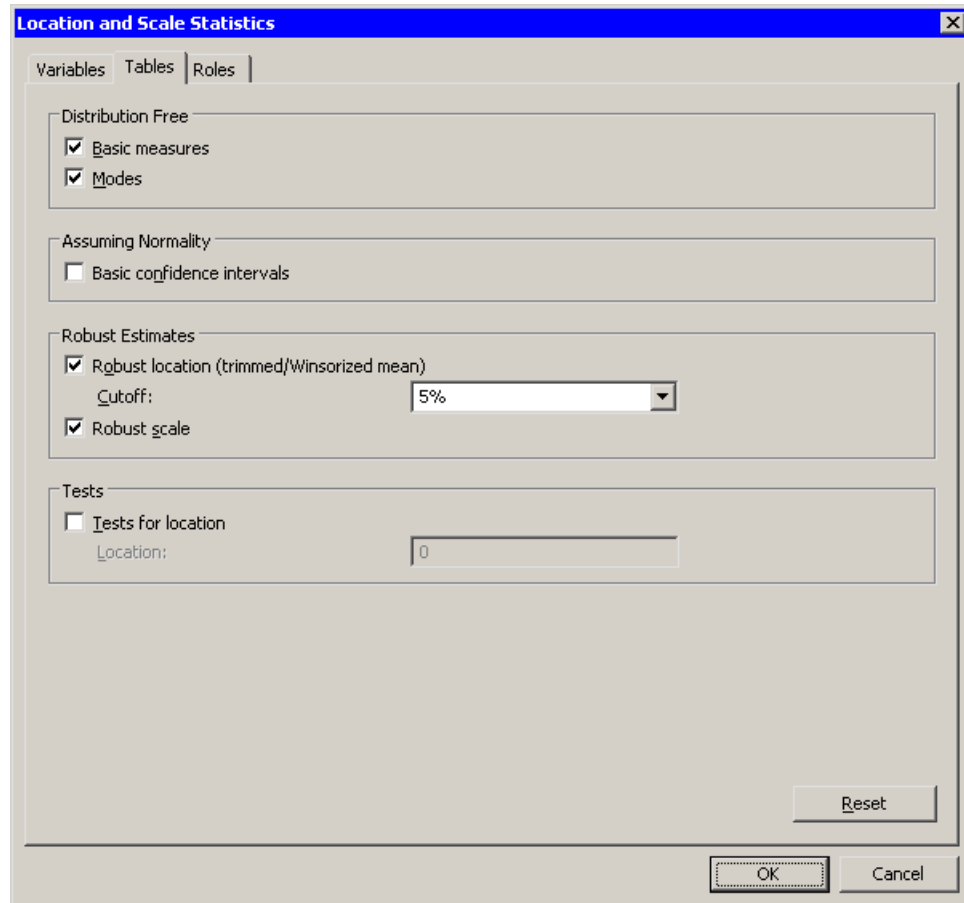 Location and Scale Statistics
Variables Tables Roles
Distribution Free
Basic measures
Modes
Assuming Normality
Basic confidence intervals
Robust Estimates
Robust location (trimmed/Winsorized mean)
Cutoff: 5%
Robust scale
Tests
Tests for location
Location: 0
Reset
OK Cancel